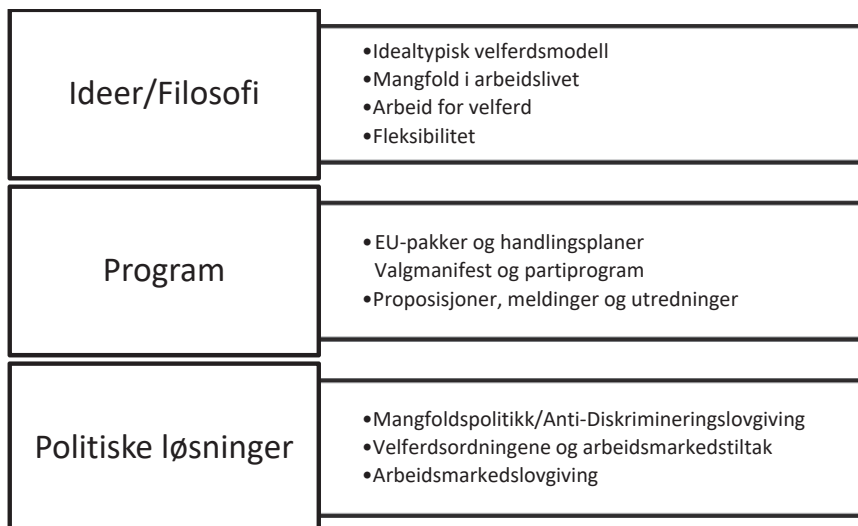 Ideer/Filosofi
•Idealtypisk velferdsmodell
•Mangfold i arbeidslivet
•Arbeid for velferd
•Fleksibilitet
Program
•EU-pakker og handlingsplaner
Valgmanifest og partiprogram
•Proposisjoner, meldinger og utredninger
Politiske løsninger
•Mangfoldspolitikk/Anti-Diskrimineringslovgiving
•Velferdsordningene og arbeidsmarkedstiltak
•Arbeidsmarkedslovgiving